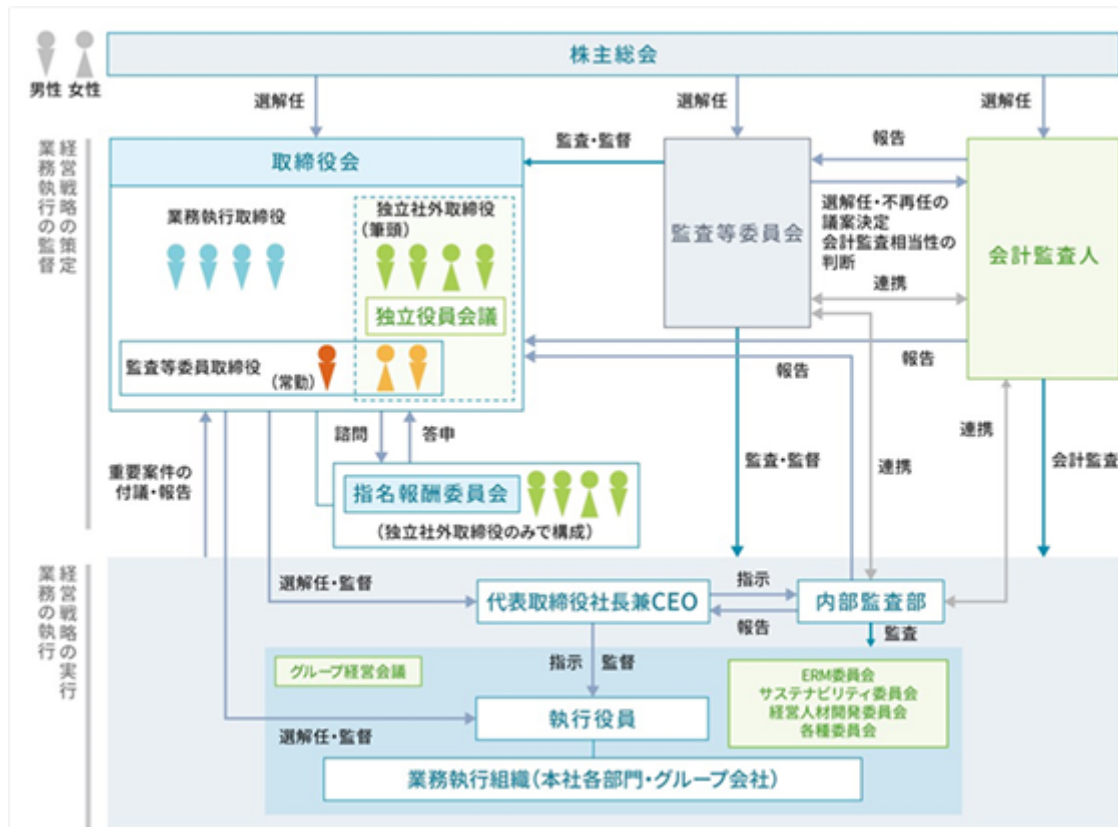 男性 女性
株主総会
選解任
選解任
選解任
経営戦略の策定
業務執行の監督
取締役会
監査・監督
監査等委員会
報告
選解任・不再任の
議案決定
会計監査相当性の
判断
連携
会計監査人
業務執行取締役
独立社外取締役
(筆頭)
独立役員会議
監査等委員取締役
(常勤)
報告
報告
諮問
答申
重要案件の
付議・報告
指名報酬委員会
(独立社外取締役のみで構成)
監査・監督
連携
連携
会計監査
経営戦略の実行
業務の執行
選解任・監督
代表取締役社長兼CEO
指示
報告
内部監査部
監査
グループ経営会議
指示
監督
ERM委員会
サステナビリティ委員会
経営人材開発委員会
各種委員会
執行役員
選解任・監督
業務執行組織(本社各部門・グループ会社)